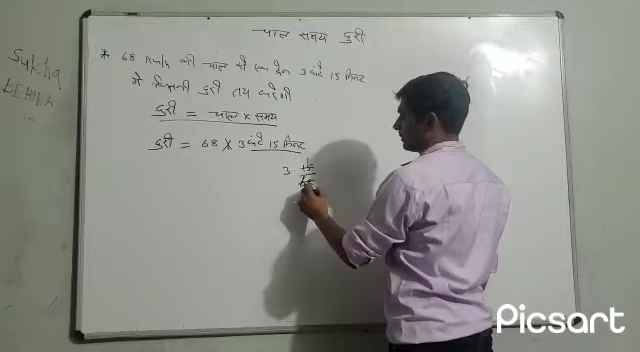 चाल समय दुरी
* 68 Km/h की चाल से एक ट्रेन 3 घंटे 15 मिनट
में कितनी दुरी तय करेगी
दुरी = चाल x समय
दुरी = 68 x 3 घंटे 15 मिनट
3 15
60
Sukha
Picsart